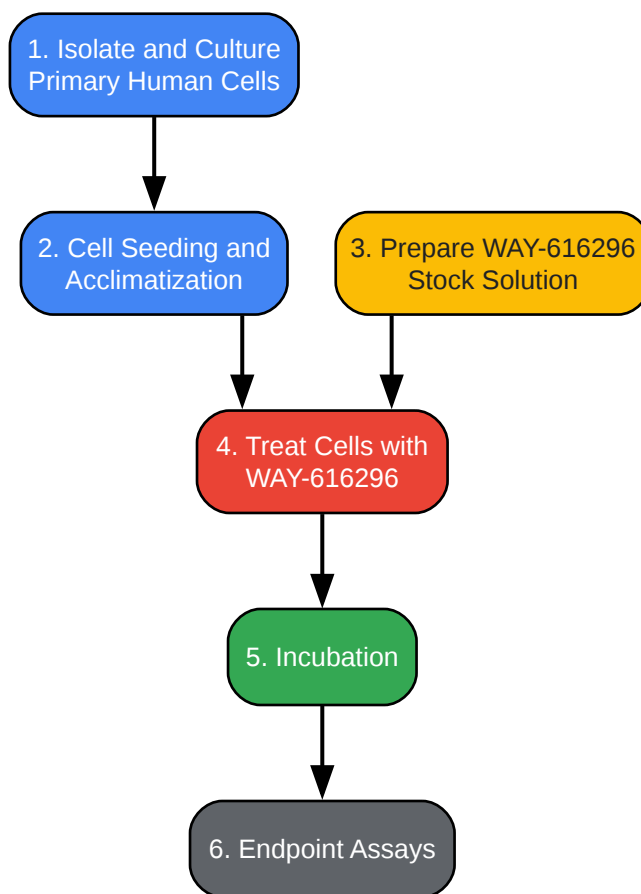 1. Isolate and Culture
Primary Human Cells
2. Cell Seeding and
Acclimatization
3. Prepare WAY-616296
Stock Solution
4. Treat Cells with
WAY-616296
5. Incubation
6. Endpoint Assays